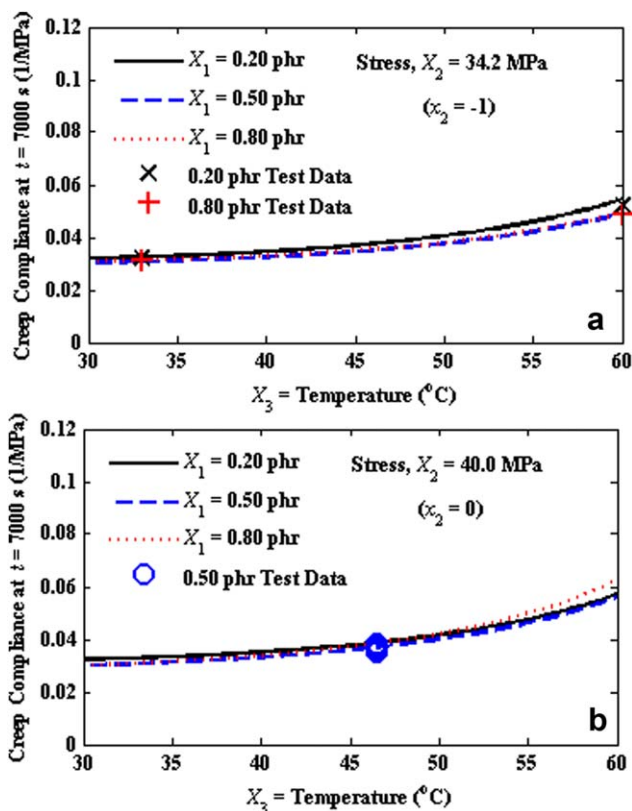 0.12
0.1
0.08
0.06
0.04
0.02
0
Creep Compliance at t = 7000 s (1/MPa)
X1 = 0.20 phr
X1 = 0.50 phr
X1 = 0.80 phr
0.20 phr Test Data
0.80 phr Test Data
Stress, X2 = 34.2 MPa
(x2 = -1)
a
30 35 40 45 50 55 60
X3 = Temperature (°C)
0.12
0.1
0.08
0.06
0.04
0.02
0
Creep Compliance at t = 7000 s (1/MPa)
X1 = 0.20 phr
X1 = 0.50 phr
X1 = 0.80 phr
0.50 phr Test Data
Stress, X2 = 40.0 MPa
(x2 = 0)
b
30 35 40 45 50 55 60
X3 = Temperature (°C)